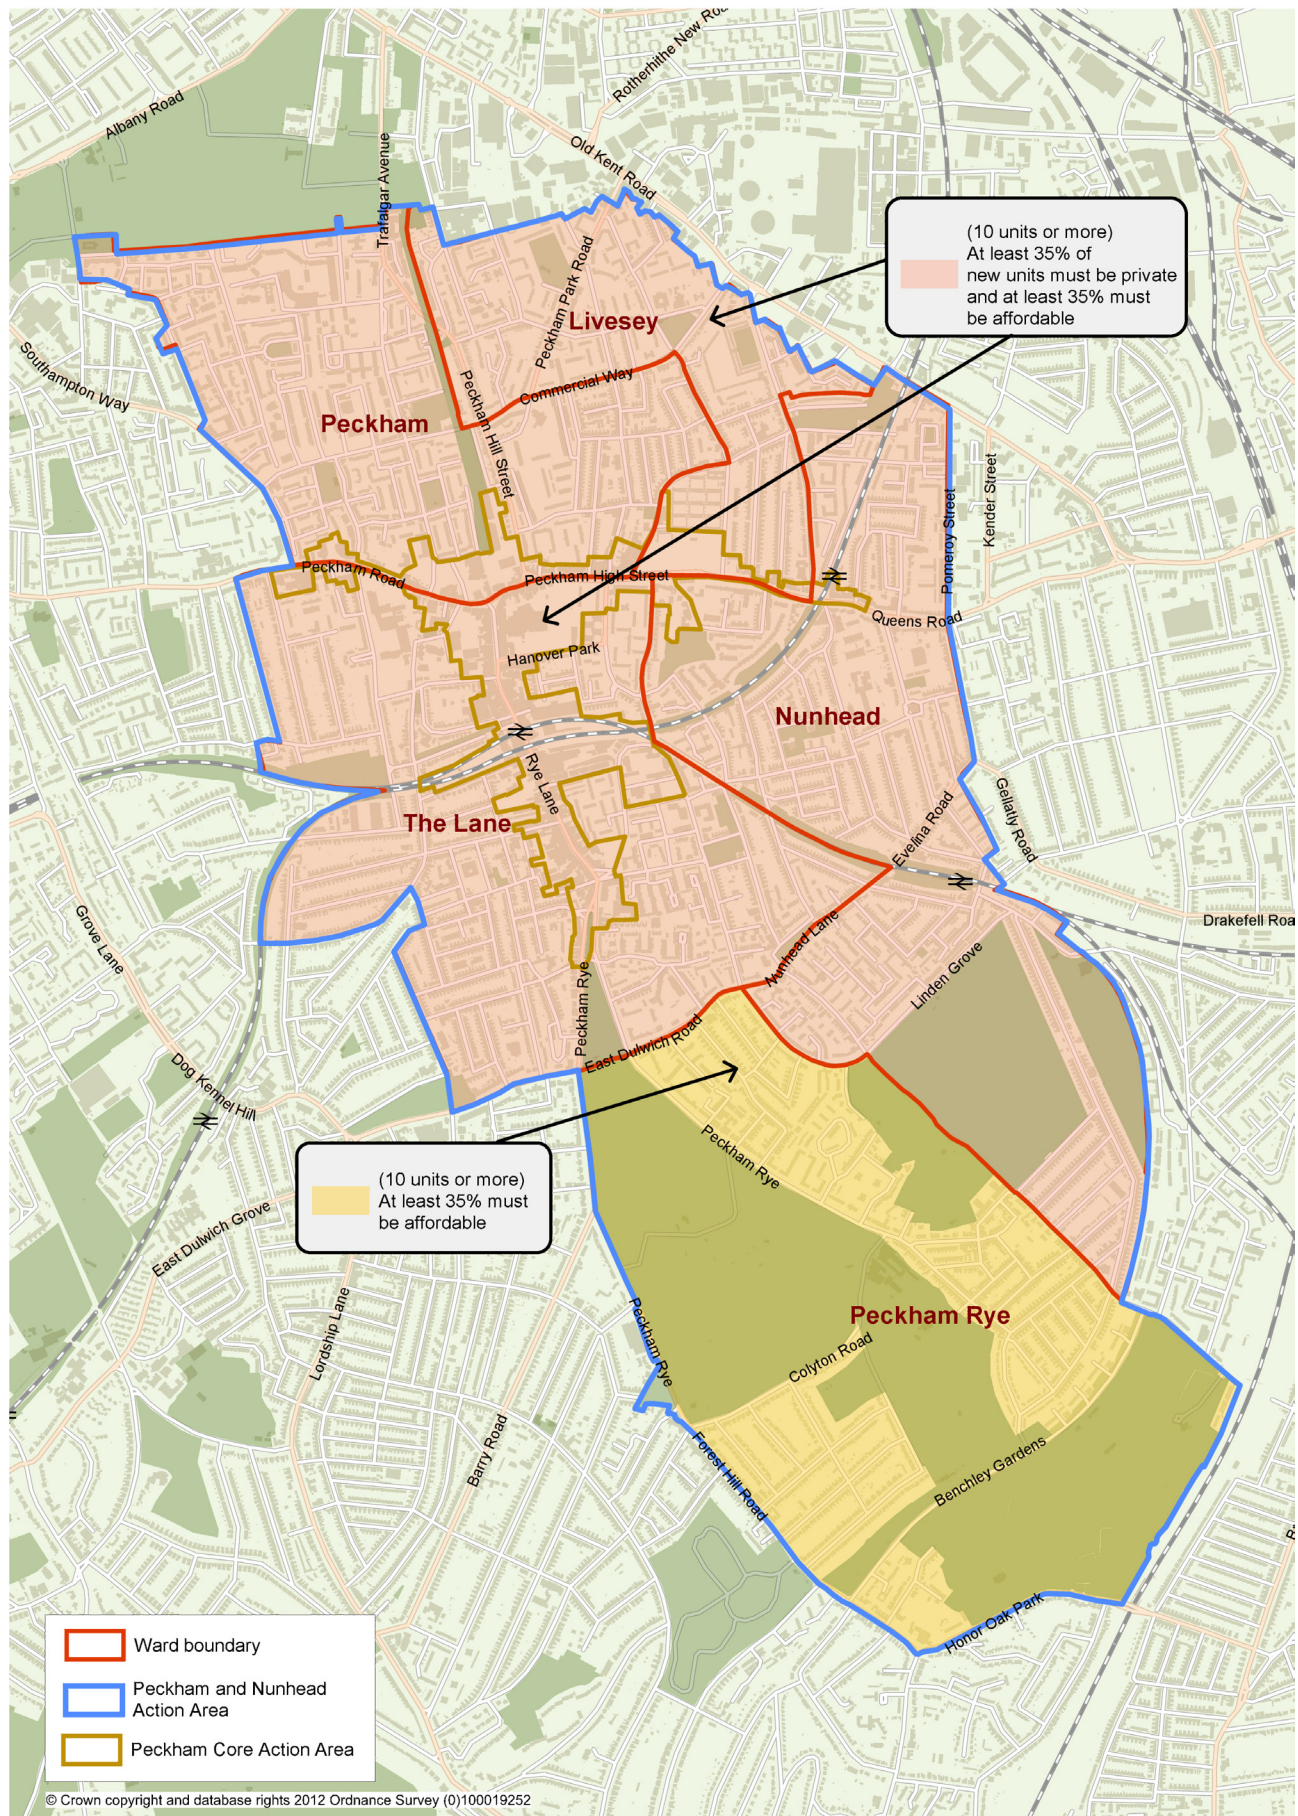 Rotherhithe New Roa
Albany Road
Old Kent Road
Trafalgar Avenue
(10 units or more)
At least 35% of
new units must be private
and at least 35% must
be affordable
Peckham Park Road
Livesey
Southampton Way
Commercial Way
Peckham
Peckham Hill Street
Kender Street
Pomeroy Street
Peckham Road
Peckham High Street
Queens Road
Hanover Park
Nunhead
Rye Lane
The Lane
Evelina Road
Gellatly Road
Drakefell Roa
Grove Lane
Nunhead Lane
Linden Grove
Peckham Rye
East Dulwich Road
Dog Kennel Hill
Peckham Rye
(10 units or more)
At least 35% must
be affordable
East Dulwich Grove
Peckham Rye
Peckham Rye
Lordship Lane
Colyton Road
Barry Road
Forest Hill Road
Benchley Gardens
Honor Oak Park
Ward boundary
Peckham and Nunhead
Action Area
Peckham Core Action Area
© Crown copyright and database rights 2012 Ordnance Survey (0)100019252